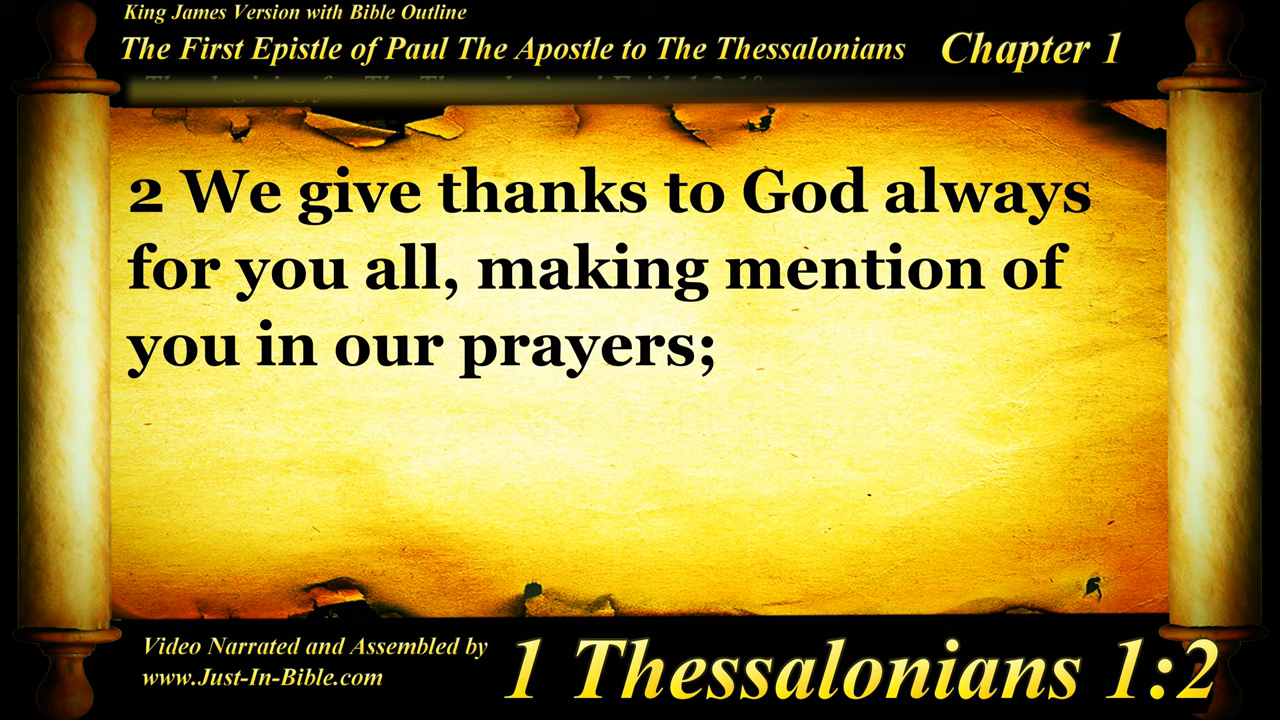 King James Version with Bible Outline
The First Epistle of Paul The Apostle to The Thessalonians Chapter 1
2 We give thanks to God always
for you all, making mention of
you in our prayers;
Video Narrated and Assembled by
www.Just-In-Bible.com
1 Thessalonians 1:2